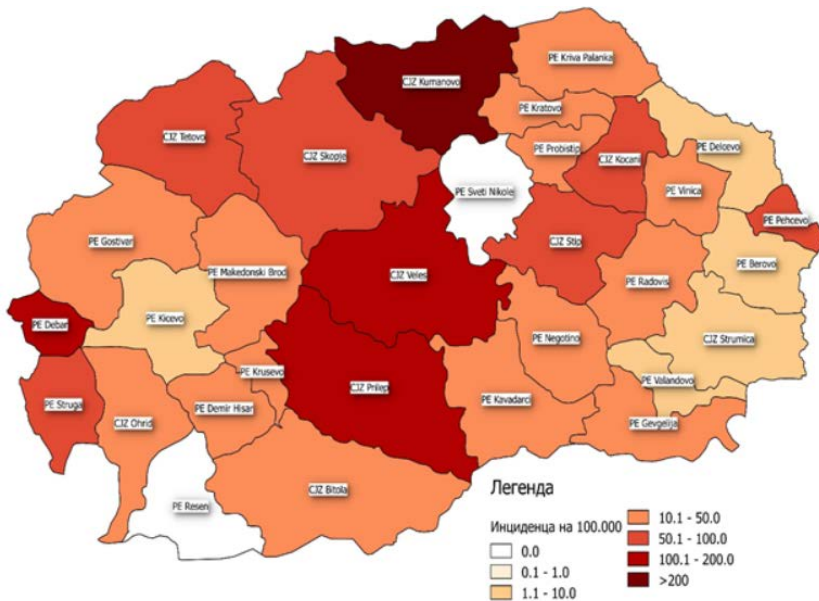 PE Kriva Palanka
CJZ Kumanovo
PE Kratovo
CJZ Tetovo
CJZ Skopje
PE Probistip
CJZ Kocani
PE Delcevo
PE Sveti Nikole
PE Vinica
PE Pehcevo
PE Gostivar
CJZ Stip
PE Makedonski Brod
CJZ Veles
PE Radovis
PE Berovo
PE Debar
PE Kicevo
PE Negotino
CJZ Strumica
PE Krusevo
PE Valandovo
CJZ Prilep
PE Struga
PE Demir Hisar
PE Kavadarci
CJZ Ohrid
PE Gevgelija
CJZ Bitola
PE Resen
Легенда
Инциденца на 100.000
0.0
0.1 - 1.0
1.1 - 10.0
10.1 - 50.0
50.1 - 100.0
100.1 - 200.0
>200